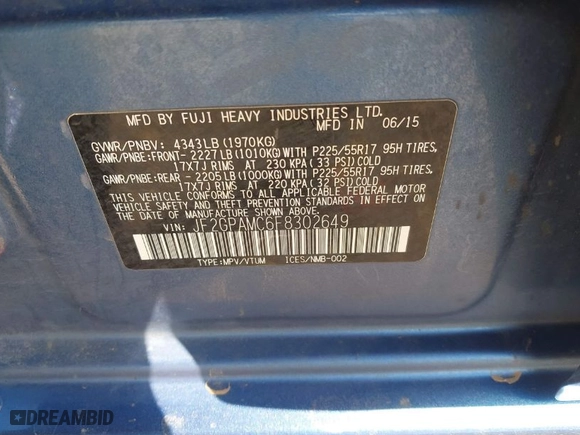 MFD BY FUJI HEAVY INDUSTRIES LTD.
MFD IN 06/15
GVWR/PNBV: 4343LB (1970KG)
GAWR/PNBE:FRONT- 2227LB (1010KG)WITH P225/55R17 95H TIRES,
17X7J RIMS AT 230 KPA (33 PSI)COLD
GAWR/PNBE:REAR - 2205LB (1000KG)WITH P225/55R17 95H TIRES,
17X7J RIMS AT 220 KPA (32 PSI)COLD
THIS VEHICLE CONFORMS TO ALL APPLICABLE FEDERAL MOTOR
VEHICLE SAFETY AND THEFT PREVENTION STANDARDS IN EFFECT
ON THE DATE OF MANUFACTURE SHOWN ABOVE.
VIN: JF2GPAMC6F8302649
TYPE:MPV/VTUM ICES/NMB-002
DREAMBID